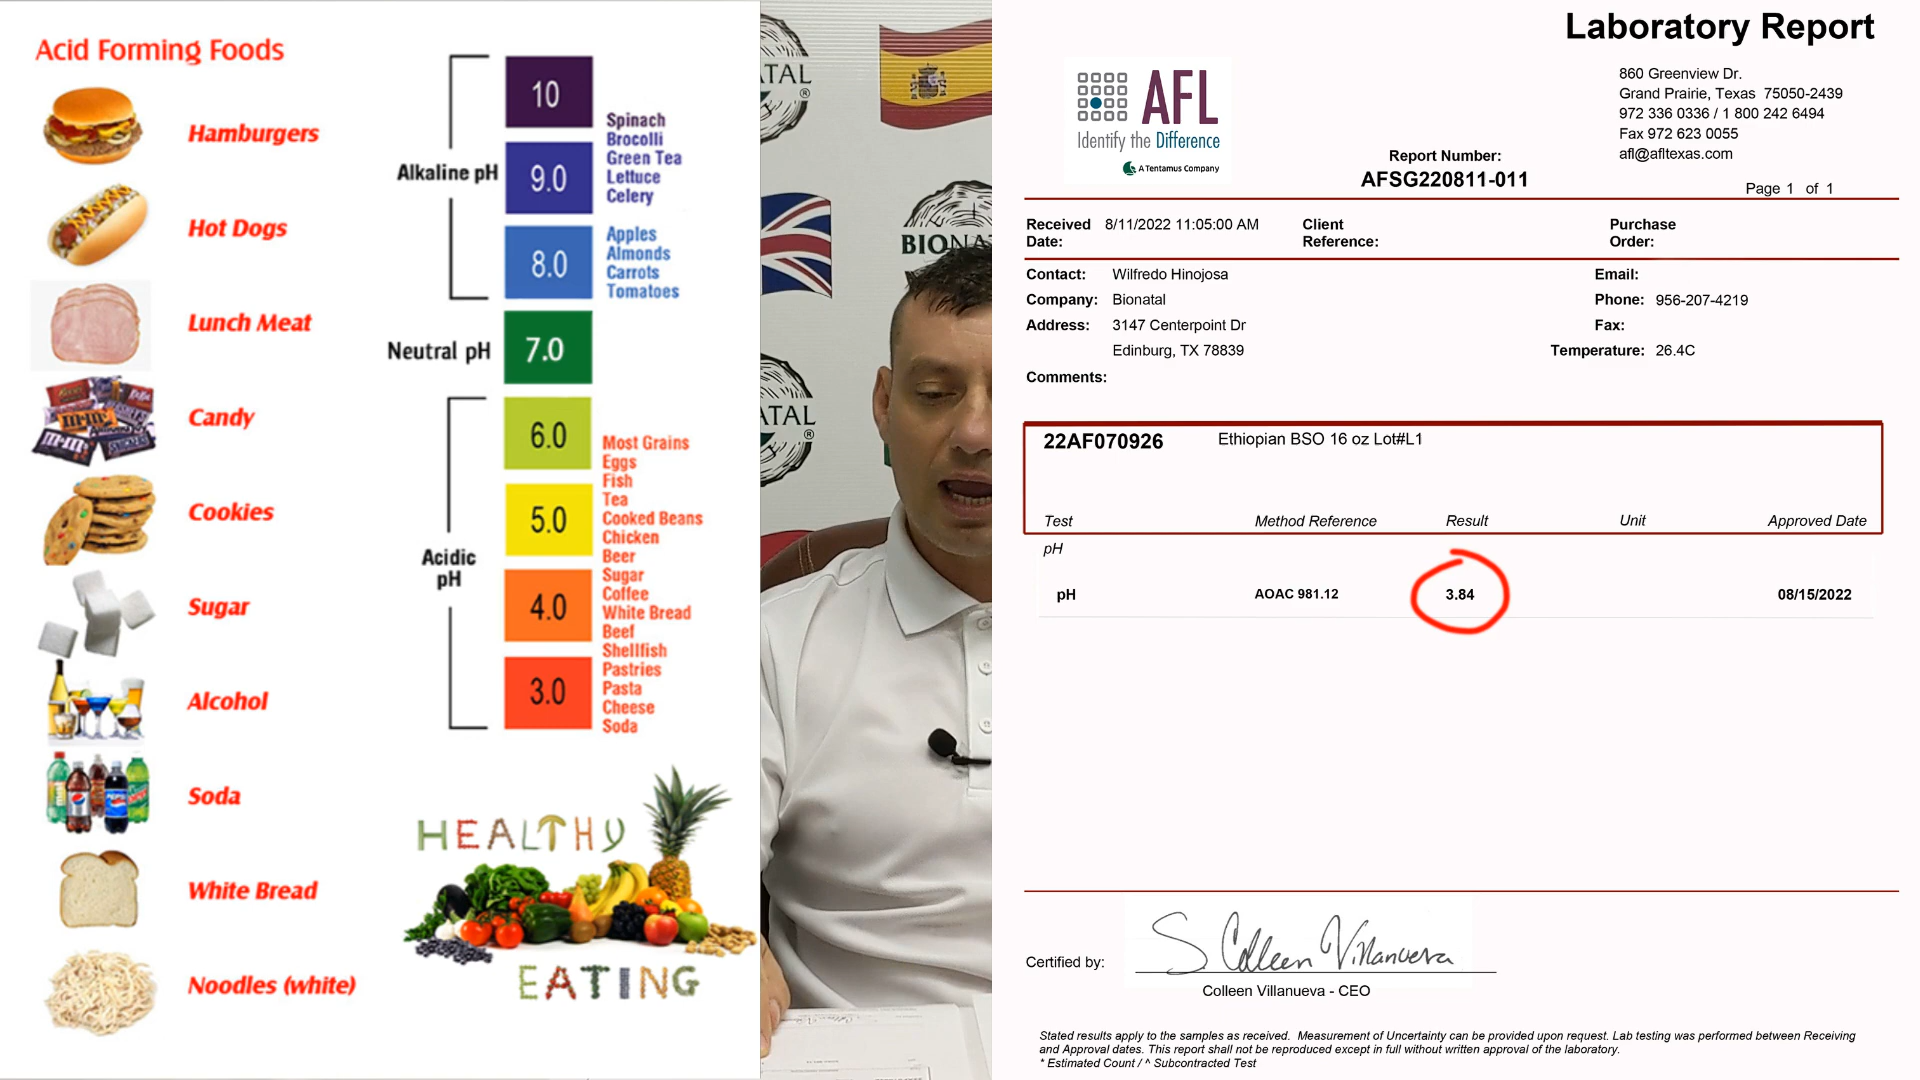 Acid Forming Foods
Hamburgers
Hot Dogs
Lunch Meat
Candy
Cookies
Sugar
Alcohol
Soda
White Bread
Noodles (white)
Alkaline pH
Neutral pH
Acidic
pH
10
9.0
8.0
7.0
6.0
5.0
4.0
3.0
Spinach
Brocolli
Green Tea
Lettuce
Celery
Apples
Almonds
Carrots
Tomatoes
Most Grains
Eggs
Fish
Tea
Cooked Beans
Chicken
Beer
Sugar
Coffee
White Bread
Beef
Shellfish
Pastries
Pasta
Cheese
Soda
HEALTHY
EATING
TAL
®
BIONA
ATAL
®
Laboratory Report
AFL
Identify the Difference
A Tentamus Company
860 Greenview Dr.
Grand Prairie, Texas 75050-2439
972 336 0336 / 1 800 242 6494
Fax 972 623 0055
afl@afltexas.com
Report Number:
AFSG220811-011
Page 1 of 1
Received Date: 8/11/2022 11:05:00 AM
Client Reference:
Purchase Order:
Contact: Wilfredo Hinojosa
Email:
Company: Bionatal
Phone: 956-207-4219
Address: 3147 Centerpoint Dr
Fax:
Edinburg, TX 78839
Temperature: 26.4C
Comments:
22AF070926 Ethiopian BSO 16 oz Lot#L1
Test Method Reference Result Unit Approved Date
pH
pH AOAC 981.12 3.84 08/15/2022
S Colleen Villanueva
Certified by:
Colleen Villanueva - CEO
Stated results apply to the samples as received. Measurement of Uncertainty can be provided upon request. Lab testing was performed between Receiving
and Approval dates. This report shall not be reproduced except in full without written approval of the laboratory.
* Estimated Count / ^ Subcontracted Test